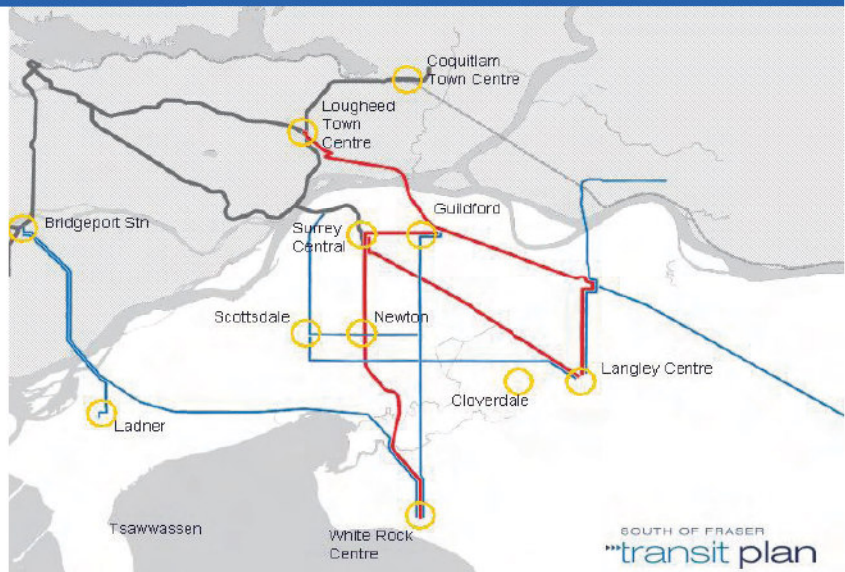 Coquitlam
Town Centre
Lougheed
Town
Centre
Bridgeport Stn
Surrey
Central
Guildford
Scottsdale
Newton
Langley Centre
Cloverdale
Ladner
Tsawwassen
White Rock
Centre
SOUTH OF FRASER
transit plan